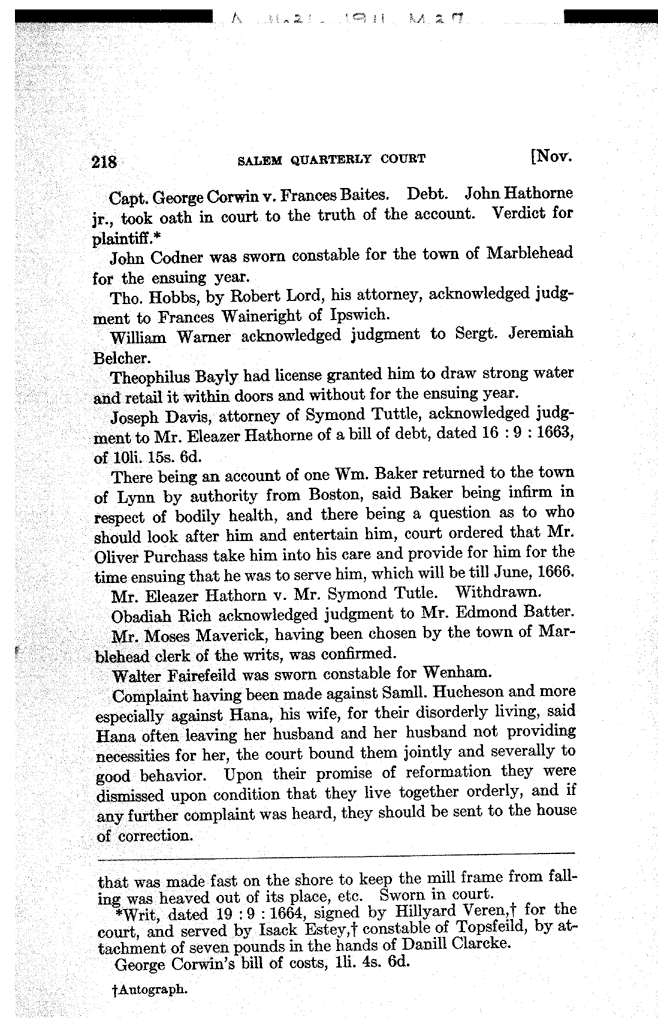 A 11.21. 1911 M 27
218 SALEM QUARTERLY COURT [Nov.
Capt. George Corwin v. Frances Baites. Debt. John Hathorne
jr., took oath in court to the truth of the account. Verdict for
plaintiff.*
John Codner was sworn constable for the town of Marblehead
for the ensuing year.
Tho. Hobbs, by Robert Lord, his attorney, acknowledged judg-
ment to Frances Waineright of Ipswich.
William Warner acknowledged judgment to Sergt. Jeremiah
Belcher.
Theophilus Bayly had license granted him to draw strong water
and retail it within doors and without for the ensuing year.
Joseph Davis, attorney of Symond Tuttle, acknowledged judg-
ment to Mr. Eleazer Hathorne of a bill of debt, dated 16 : 9 : 1663,
of 10li. 15s. 6d.
There being an account of one Wm. Baker returned to the town
of Lynn by authority from Boston, said Baker being infirm in
respect of bodily health, and there being a question as to who
should look after him and entertain him, court ordered that Mr.
Oliver Purchass take him into his care and provide for him for the
time ensuing that he was to serve him, which will be till June, 1666.
Mr. Eleazer Hathorn v. Mr. Symond Tutle. Withdrawn.
Obadiah Rich acknowledged judgment to Mr. Edmond Batter.
Mr. Moses Maverick, having been chosen by the town of Mar-
blehead clerk of the writs, was confirmed.
Walter Fairefeild was sworn constable for Wenham.
Complaint having been made against Samll. Hucheson and more
especially against Hana, his wife, for their disorderly living, said
Hana often leaving her husband and her husband not providing
necessities for her, the court bound them jointly and severally to
good behavior. Upon their promise of reformation they were
dismissed upon condition that they live together orderly, and if
any further complaint was heard, they should be sent to the house
of correction.
that was made fast on the shore to keep the mill frame from fall-
ing was heaved out of its place, etc. Sworn in court.
*Writ, dated 19 : 9 : 1664, signed by Hillyard Veren,† for the
court, and served by Isack Estey,† constable of Topsfeild, by at-
tachment of seven pounds in the hands of Danill Clarcke.
George Corwin's bill of costs, 1li. 4s. 6d.
†Autograph.